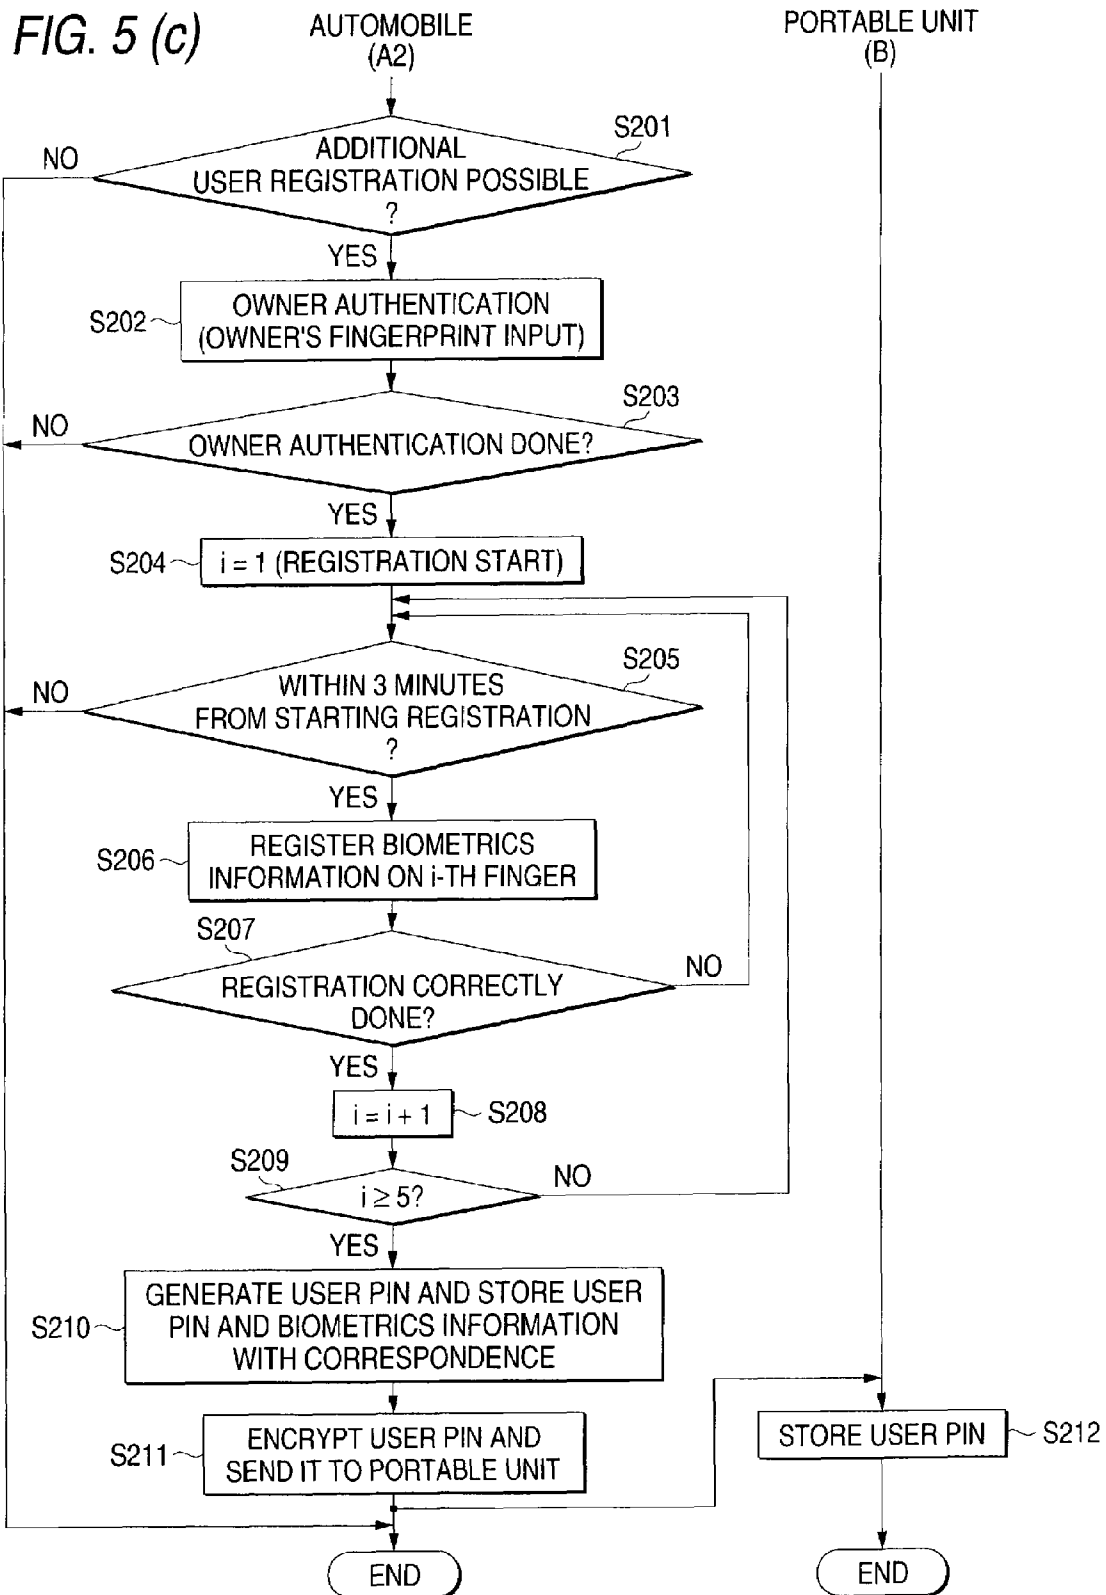 FIG. 5 (c)
AUTOMOBILE
(A2)
PORTABLE UNIT
(B)
S201
NO
ADDITIONAL
USER REGISTRATION POSSIBLE
?
YES
S202
OWNER AUTHENTICATION
(OWNER'S FINGERPRINT INPUT)
S203
NO
OWNER AUTHENTICATION DONE?
YES
S204
i = 1 (REGISTRATION START)
S205
NO
WITHIN 3 MINUTES
FROM STARTING REGISTRATION
?
YES
S206
REGISTER BIOMETRICS
INFORMATION ON i-TH FINGER
S207
NO
REGISTRATION CORRECTLY
DONE?
YES
i = i + 1
S208
S209
NO
i ≥ 5?
YES
S210
GENERATE USER PIN AND STORE USER
PIN AND BIOMETRICS INFORMATION
WITH CORRESPONDENCE
S211
ENCRYPT USER PIN AND
SEND IT TO PORTABLE UNIT
STORE USER PIN
S212
END
END